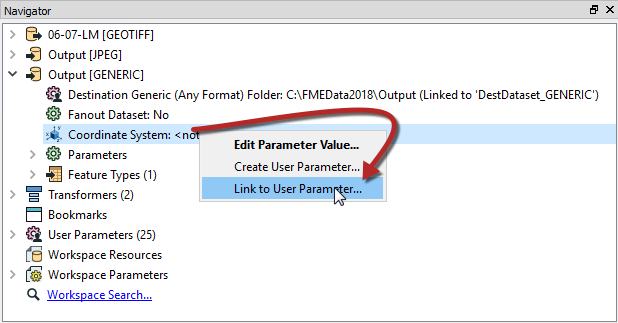 Navigator
06-07-LM [GEOTIFF]
Output [JPEG]
Output [GENERIC]
Destination Generic (Any Format) Folder: C:\FMEData2018\Output (Linked to 'DestDataset_GENERIC')
Fanout Dataset: No
Coordinate System: <not
Edit Parameter Value...
Create User Parameter...
Link to User Parameter...
Parameters
Feature Types (1)
Transformers (2)
Bookmarks
User Parameters (25)
Workspace Resources
Workspace Parameters
Workspace Search...